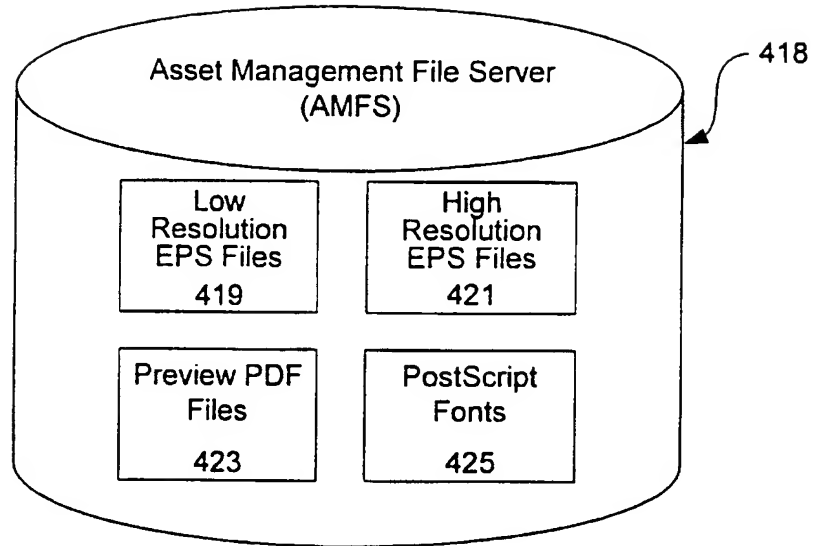 Asset Management File Server
(AMFS)
418
Low
Resolution
EPS Files
419
High
Resolution
EPS Files
421
Preview PDF
Files
423
PostScript
Fonts
425